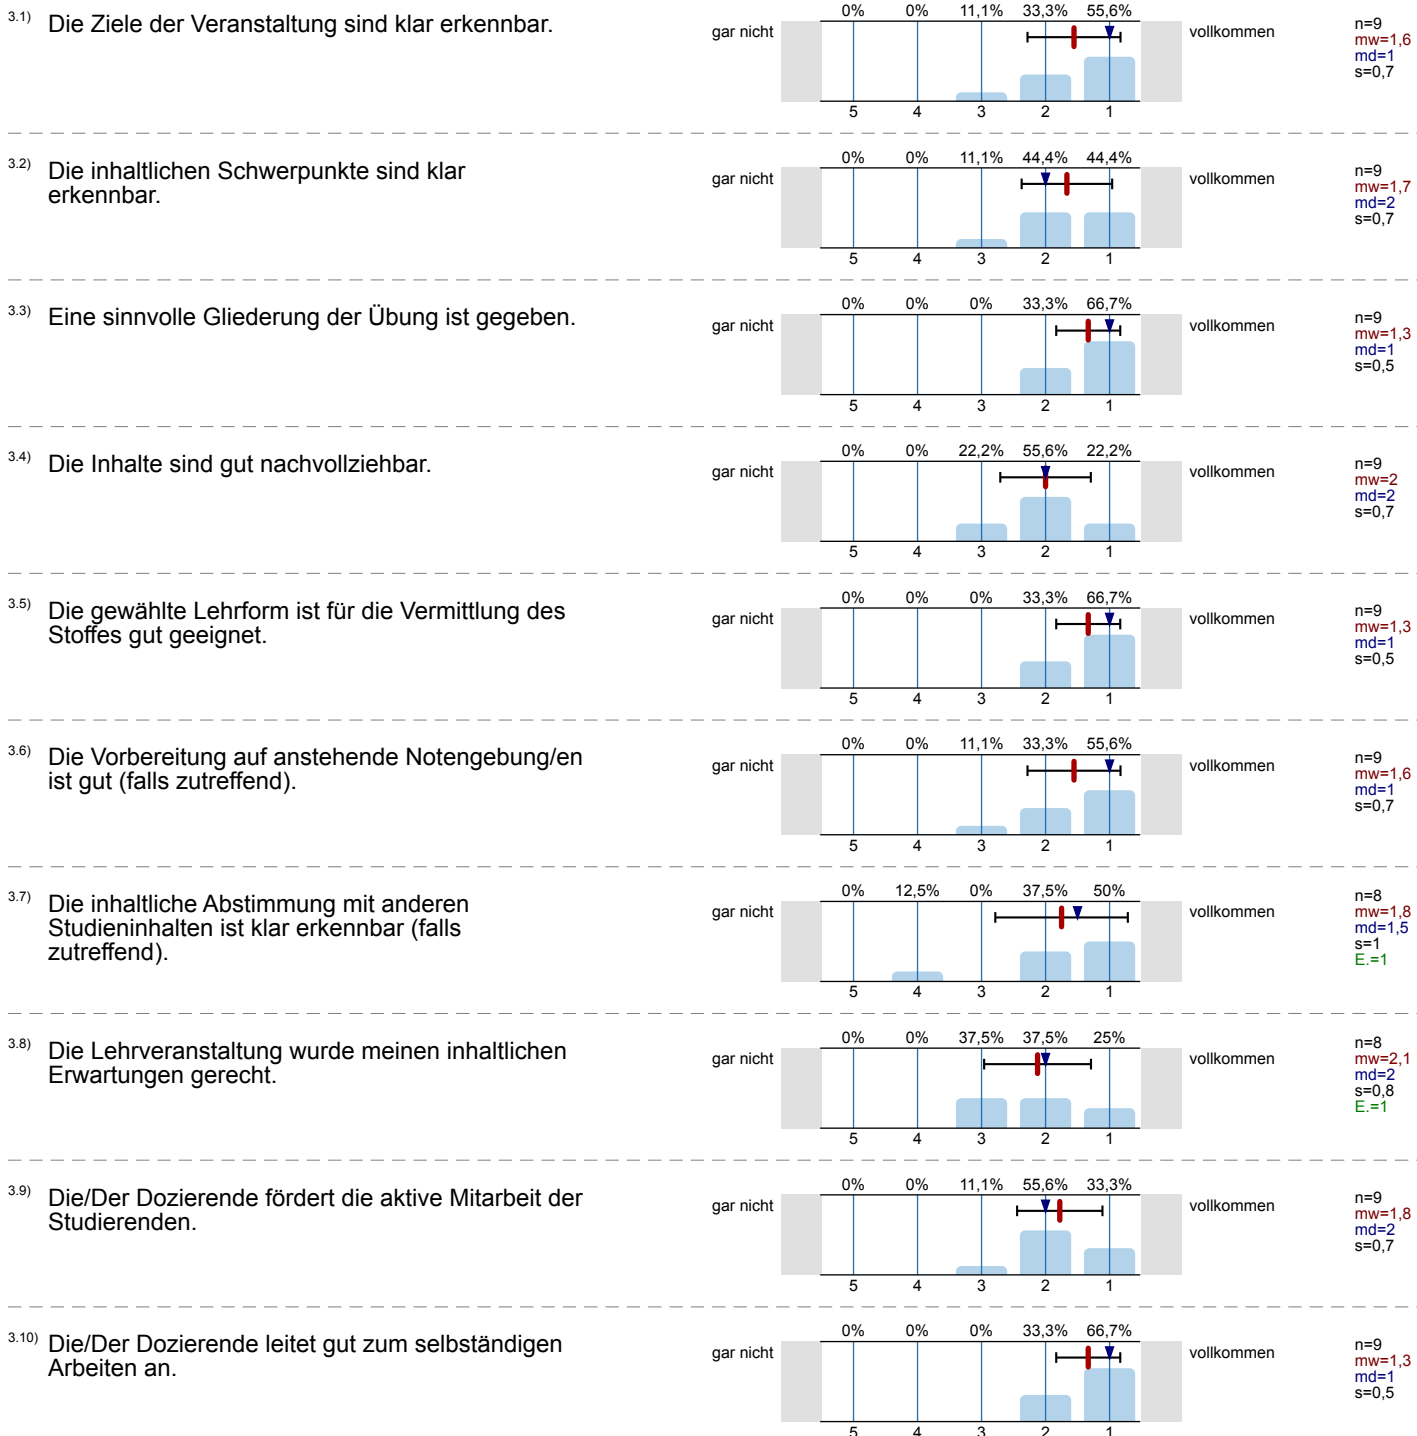 3.1) Die Ziele der Veranstaltung sind klar erkennbar.
0% 0% 11,1% 33,3% 55,6%
gar nicht vollkommen
n=9
mw=1,6
md=1
s=0,7
5 4 3 2 1
3.2) Die inhaltlichen Schwerpunkte sind klar
erkennbar.
0% 0% 11,1% 44,4% 44,4%
gar nicht vollkommen
n=9
mw=1,7
md=2
s=0,7
5 4 3 2 1
3.3) Eine sinnvolle Gliederung der Übung ist gegeben.
0% 0% 0% 33,3% 66,7%
gar nicht vollkommen
n=9
mw=1,3
md=1
s=0,5
5 4 3 2 1
3.4) Die Inhalte sind gut nachvollziehbar.
0% 0% 22,2% 55,6% 22,2%
gar nicht vollkommen
n=9
mw=2
md=2
s=0,7
5 4 3 2 1
3.5) Die gewählte Lehrform ist für die Vermittlung des
Stoffes gut geeignet.
0% 0% 0% 33,3% 66,7%
gar nicht vollkommen
n=9
mw=1,3
md=1
s=0,5
5 4 3 2 1
3.6) Die Vorbereitung auf anstehende Notengebung/en
ist gut (falls zutreffend).
0% 0% 11,1% 33,3% 55,6%
gar nicht vollkommen
n=9
mw=1,6
md=1
s=0,7
5 4 3 2 1
3.7) Die inhaltliche Abstimmung mit anderen
Studieninhalten ist klar erkennbar (falls
zutreffend).
0% 12,5% 0% 37,5% 50%
gar nicht vollkommen
n=8
mw=1,8
md=1,5
s=1
E.=1
5 4 3 2 1
3.8) Die Lehrveranstaltung wurde meinen inhaltlichen
Erwartungen gerecht.
0% 0% 37,5% 37,5% 25%
gar nicht vollkommen
n=8
mw=2,1
md=2
s=0,8
E.=1
5 4 3 2 1
3.9) Die/Der Dozierende fördert die aktive Mitarbeit der
Studierenden.
0% 0% 11,1% 55,6% 33,3%
gar nicht vollkommen
n=9
mw=1,8
md=2
s=0,7
5 4 3 2 1
3.10) Die/Der Dozierende leitet gut zum selbständigen
Arbeiten an.
0% 0% 0% 33,3% 66,7%
gar nicht vollkommen
n=9
mw=1,3
md=1
s=0,5
5 4 3 2 1